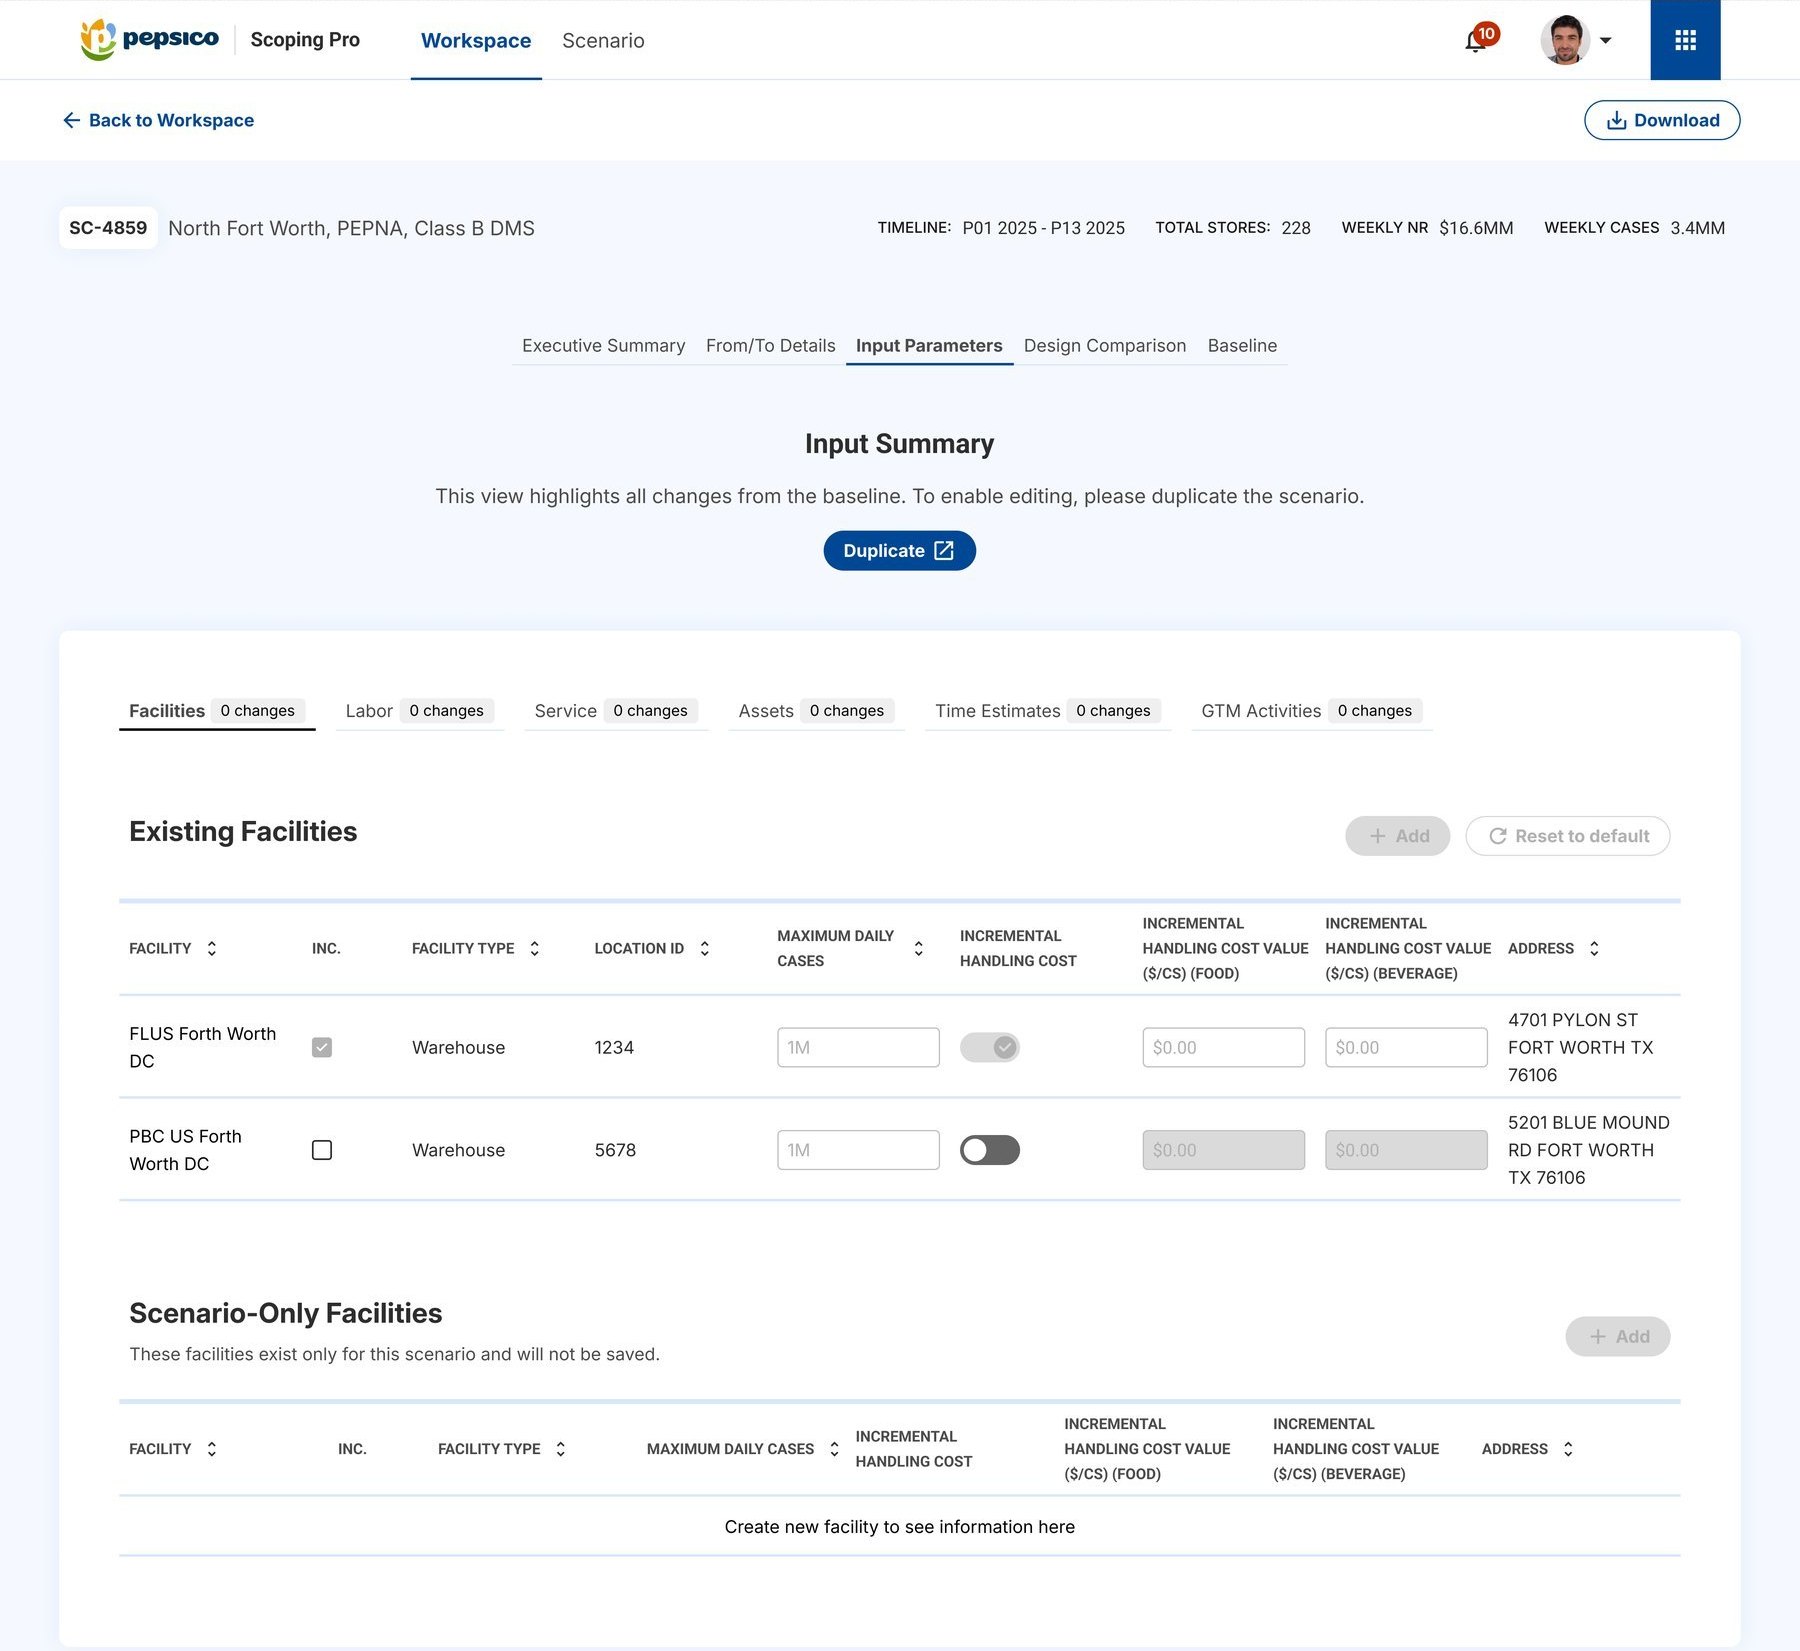 pepsico
Scoping Pro
Workspace
Scenario
10
Back to Workspace
Download
SC-4859
North Fort Worth, PEPNA, Class B DMS
TIMELINE: P01 2025 - P13 2025
TOTAL STORES: 228
WEEKLY NR $16.6MM
WEEKLY CASES 3.4MM
Executive Summary
From/To Details
Input Parameters
Design Comparison
Baseline
Input Summary
This view highlights all changes from the baseline. To enable editing, please duplicate the scenario.
Duplicate
Facilities 0 changes
Labor 0 changes
Service 0 changes
Assets 0 changes
Time Estimates 0 changes
GTM Activities 0 changes
Existing Facilities
+ Add
Reset to default
FACILITY
INC.
FACILITY TYPE
LOCATION ID
MAXIMUM DAILY
CASES
INCREMENTAL
HANDLING COST
INCREMENTAL
HANDLING COST VALUE
($/CS) (FOOD)
INCREMENTAL
HANDLING COST VALUE
($/CS) (BEVERAGE)
ADDRESS
FLUS Forth Worth
DC
Warehouse
1234
1M
$0.00
$0.00
4701 PYLON ST
FORT WORTH TX
76106
PBC US Forth
Worth DC
Warehouse
5678
1M
$0.00
$0.00
5201 BLUE MOUND
RD FORT WORTH
TX 76106
Scenario-Only Facilities
These facilities exist only for this scenario and will not be saved.
+ Add
FACILITY
INC.
FACILITY TYPE
MAXIMUM DAILY CASES
INCREMENTAL
HANDLING COST
INCREMENTAL
HANDLING COST VALUE
($/CS) (FOOD)
INCREMENTAL
HANDLING COST VALUE
($/CS) (BEVERAGE)
ADDRESS
Create new facility to see information here